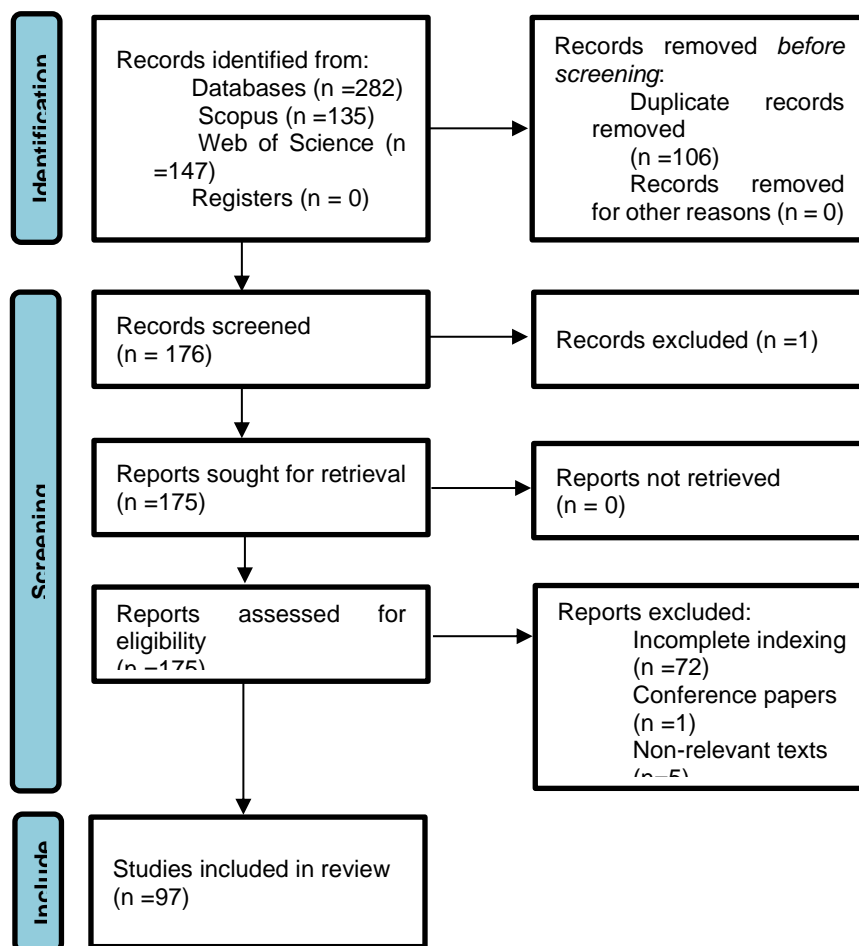 Identification
Records identified from:
Databases (n =282)
Scopus (n =135)
Web of Science (n
=147)
Registers (n = 0)
Records removed before
screening:
Duplicate records
removed
(n =106)
Records removed
for other reasons (n = 0)
Screening
Records screened
(n = 176)
Records excluded (n =1)
Reports sought for retrieval
(n =175)
Reports not retrieved
(n = 0)
Reports assessed for
eligibility
(n =175)
Reports excluded:
Incomplete indexing
(n =72)
Conference papers
(n =1)
Non-relevant texts
(n=5)
Include
Studies included in review
(n =97)